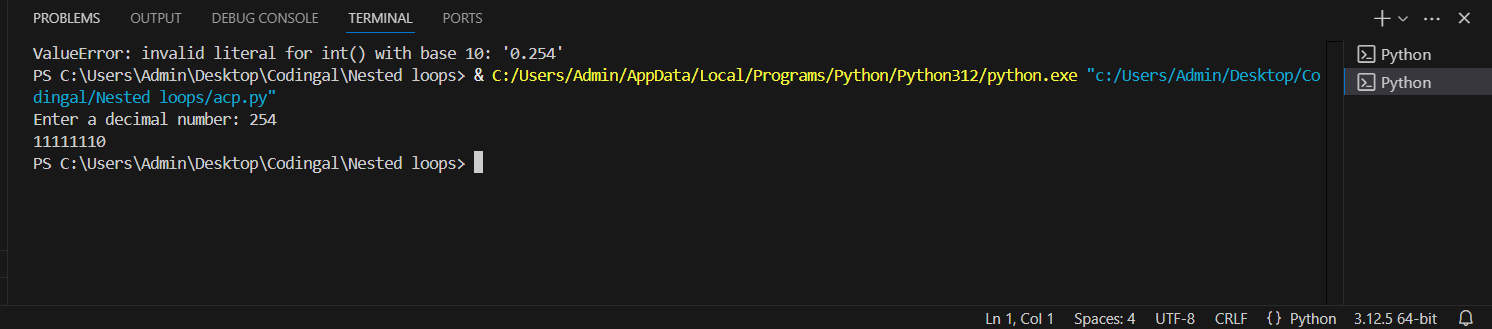 PROBLEMS OUTPUT DEBUG CONSOLE TERMINAL PORTS
ValueError: invalid literal for int() with base 10: '0.254'
PS C:\Users\Admin\Desktop\Codingal\Nested loops> & C:/Users/Admin/AppData/Local/Programs/Python/Python312/python.exe "c:/Users/Admin/Desktop/Co
dingal/Nested loops/acp.py"
Enter a decimal number: 254
11111110
PS C:\Users\Admin\Desktop\Codingal\Nested loops>
Python
Python
Ln 1, Col 1 Spaces: 4 UTF-8 CRLF {} Python 3.12.5 64-bit